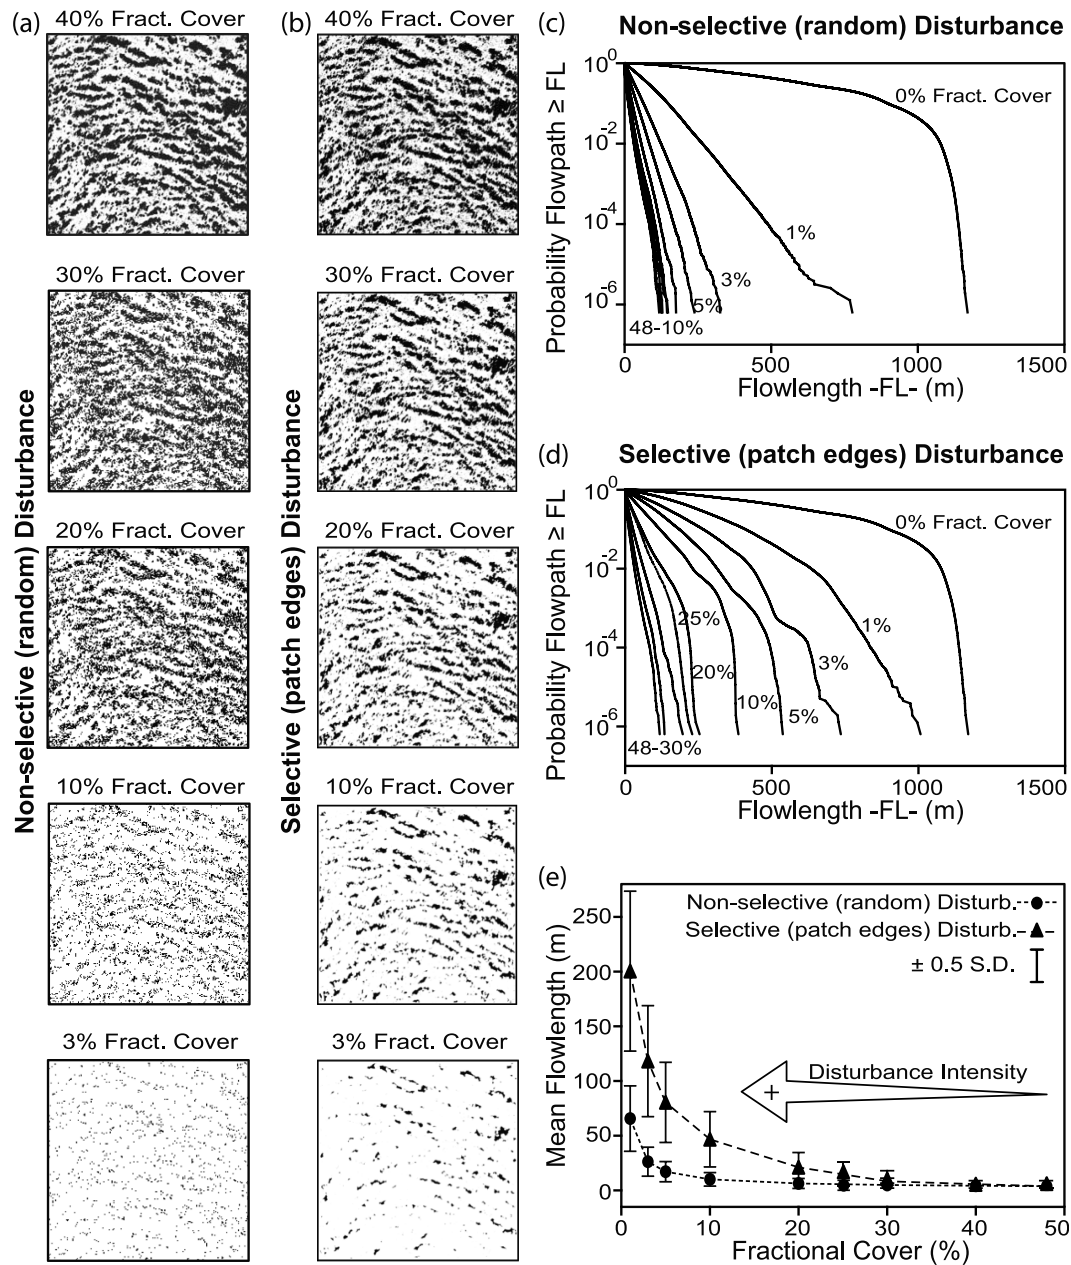 (a)
40% Fract. Cover
30% Fract. Cover
20% Fract. Cover
10% Fract. Cover
3% Fract. Cover
Non-selective (random) Disturbance
(b)
40% Fract. Cover
30% Fract. Cover
20% Fract. Cover
10% Fract. Cover
3% Fract. Cover
Selective (patch edges) Disturbance
(c) Non-selective (random) Disturbance
Probability Flowpath ≥ FL
10^0
10^-2
10^-4
10^-6
0% Fract. Cover
1%
3%
5%
48-10%
0 500 1000 1500
Flowlength -FL- (m)
(d) Selective (patch edges) Disturbance
Probability Flowpath ≥ FL
10^0
10^-2
10^-4
10^-6
0% Fract. Cover
25%
1%
20%
3%
10%
5%
48-30%
0 500 1000 1500
Flowlength -FL- (m)
(e)
Mean Flowlength (m)
250
200
150
100
50
0
Non-selective (random) Disturb.
Selective (patch edges) Disturb.
± 0.5 S.D.
Disturbance Intensity
+
0 10 20 30 40 50
Fractional Cover (%)